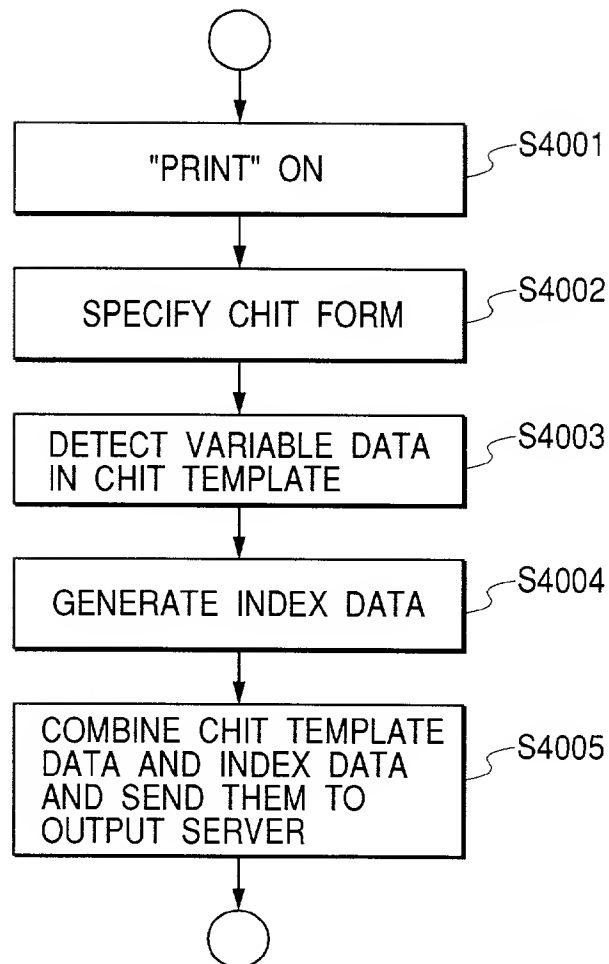 "PRINT" ON
S4001
SPECIFY CHIT FORM
S4002
DETECT VARIABLE DATA
IN CHIT TEMPLATE
S4003
GENERATE INDEX DATA
S4004
COMBINE CHIT TEMPLATE
DATA AND INDEX DATA
AND SEND THEM TO
OUTPUT SERVER
S4005